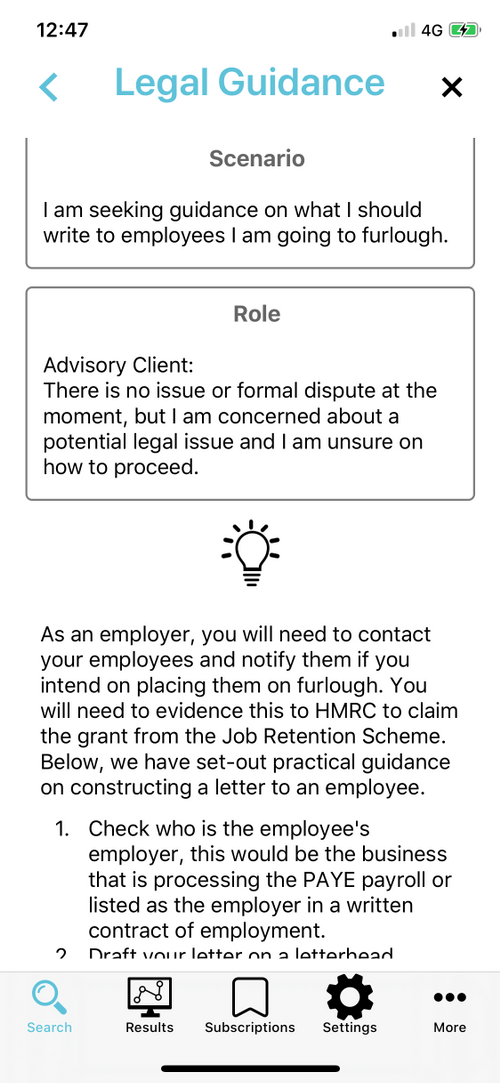 12:47
4G
Legal Guidance
Scenario
I am seeking guidance on what I should
write to employees I am going to furlough.
Role
Advisory Client:
There is no issue or formal dispute at the
moment, but I am concerned about a
potential legal issue and I am unsure on
how to proceed.
As an employer, you will need to contact
your employees and notify them if you
intend on placing them on furlough. You
will need to evidence this to HMRC to claim
the grant from the Job Retention Scheme.
Below, we have set-out practical guidance
on constructing a letter to an employee.
1. Check who is the employee's
employer, this would be the business
that is processing the PAYE payroll or
listed as the employer in a written
contract of employment.
2. Draft your letter on a letterhead
Search
Results
Subscriptions
Settings
More